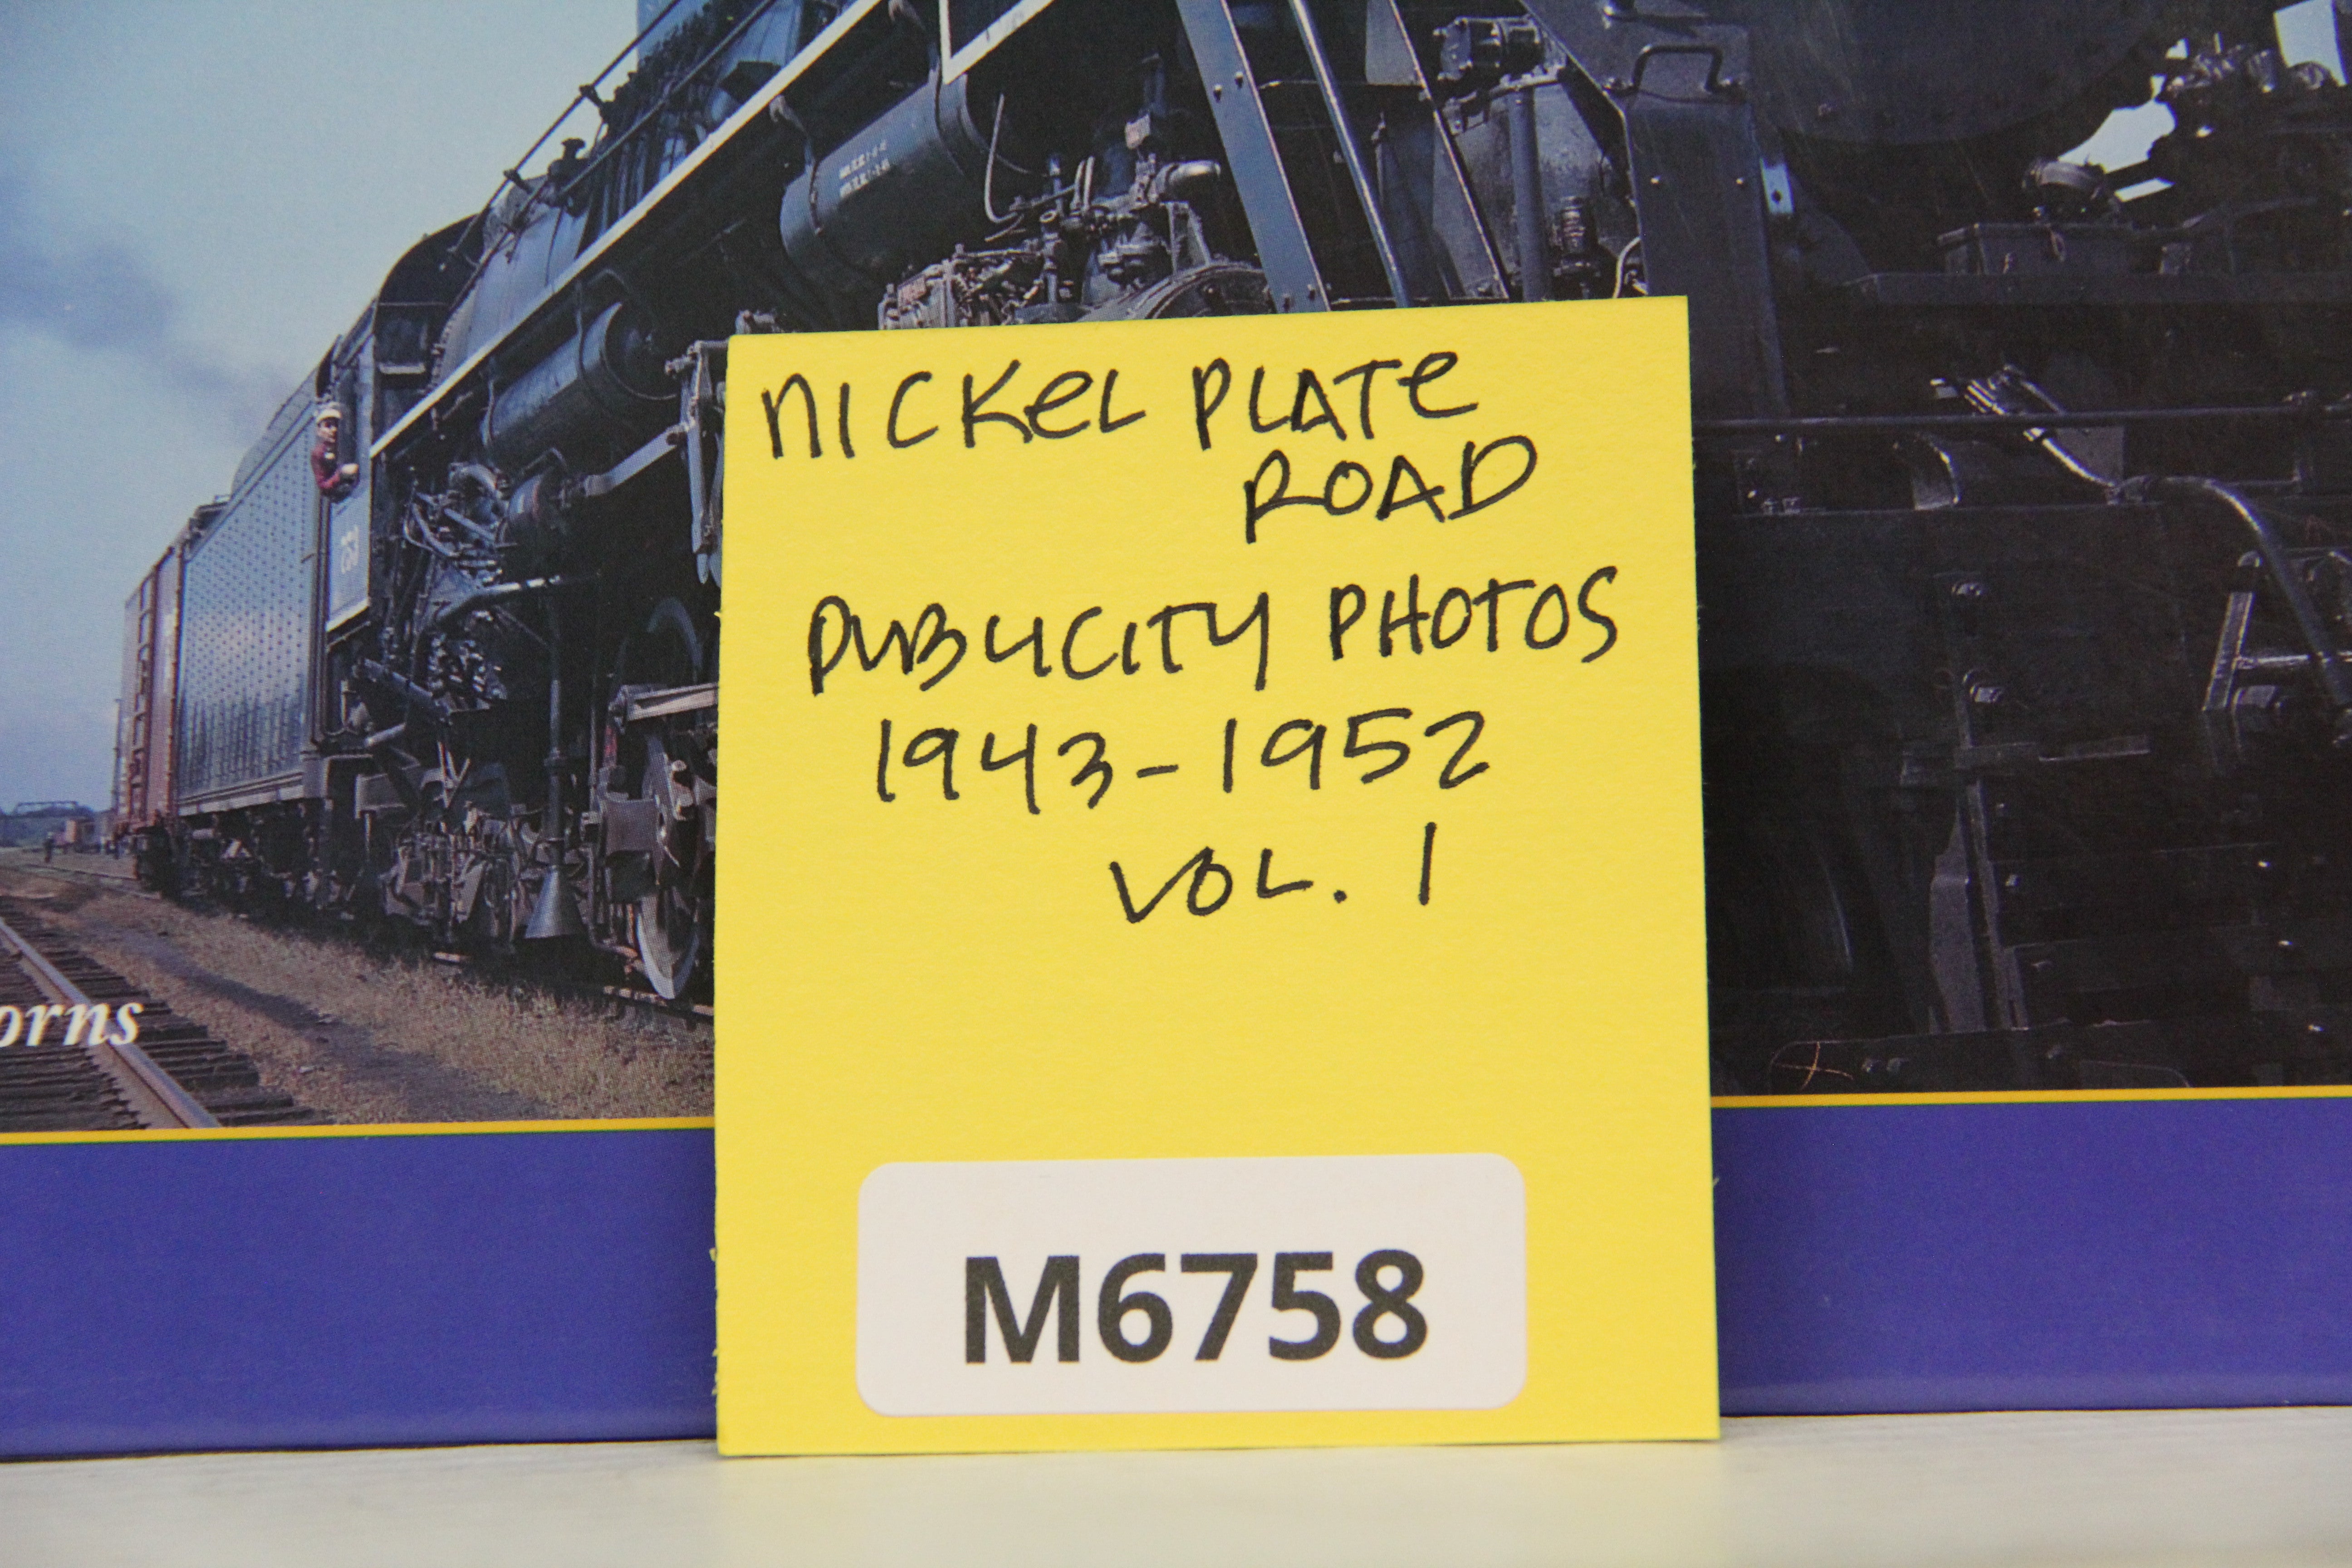 NICKEL PLATE
ROAD
PUBLICITY PHOTOS
1943-1952
VOL. 1
M6758
orns